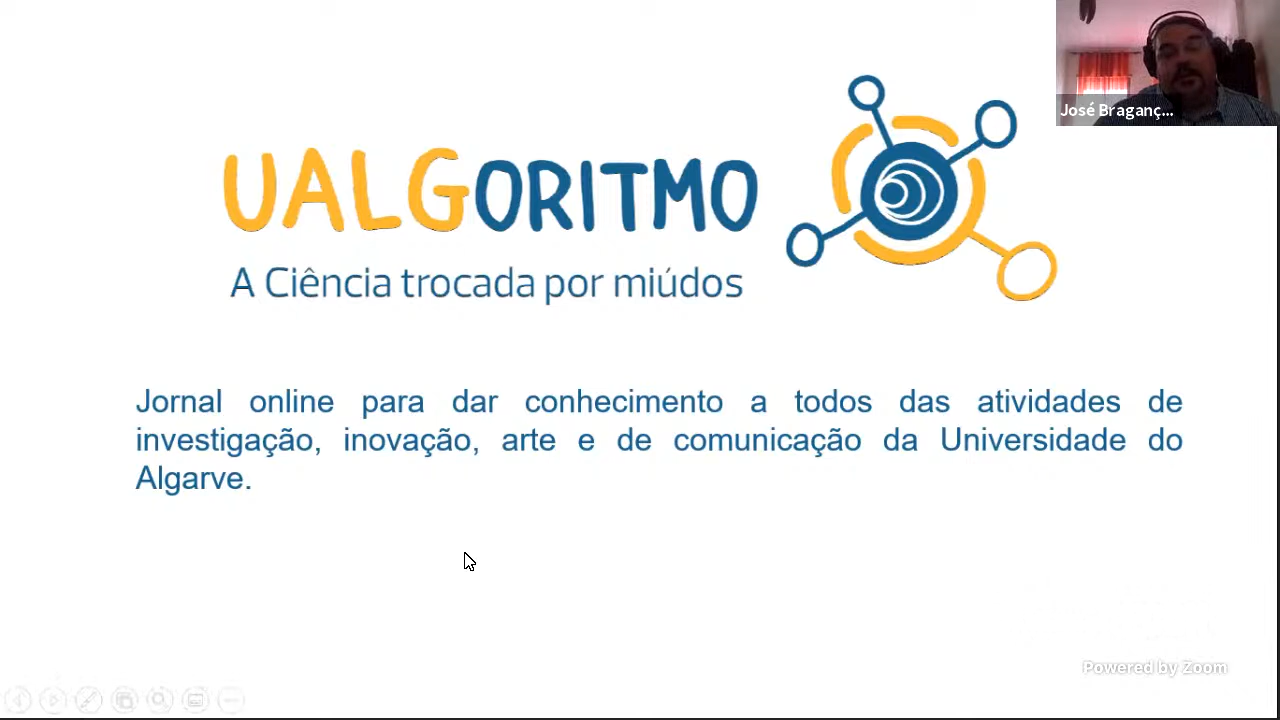 José Braganç...
UALGORITMO
A Ciência trocada por miúdos
Jornal online para dar conhecimento a todos das atividades de
investigação, inovação, arte e de comunicação da Universidade do
Algarve.
Powered by Zoom